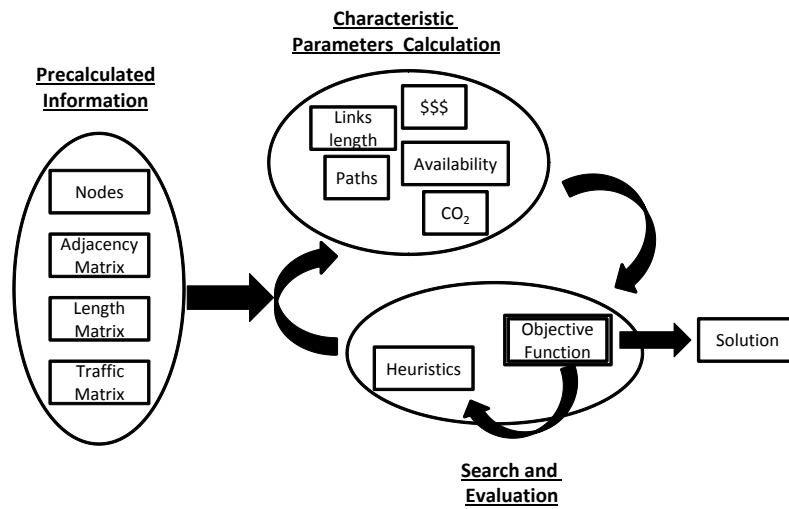 Characteristic
Parameters Calculation
Precalculated
Information
Nodes
Adjacency
Matrix
Length
Matrix
Traffic
Matrix
$$$
Links
length
Availability
Paths
CO₂
Objective
Function
Heuristics
Solution
Search and
Evaluation